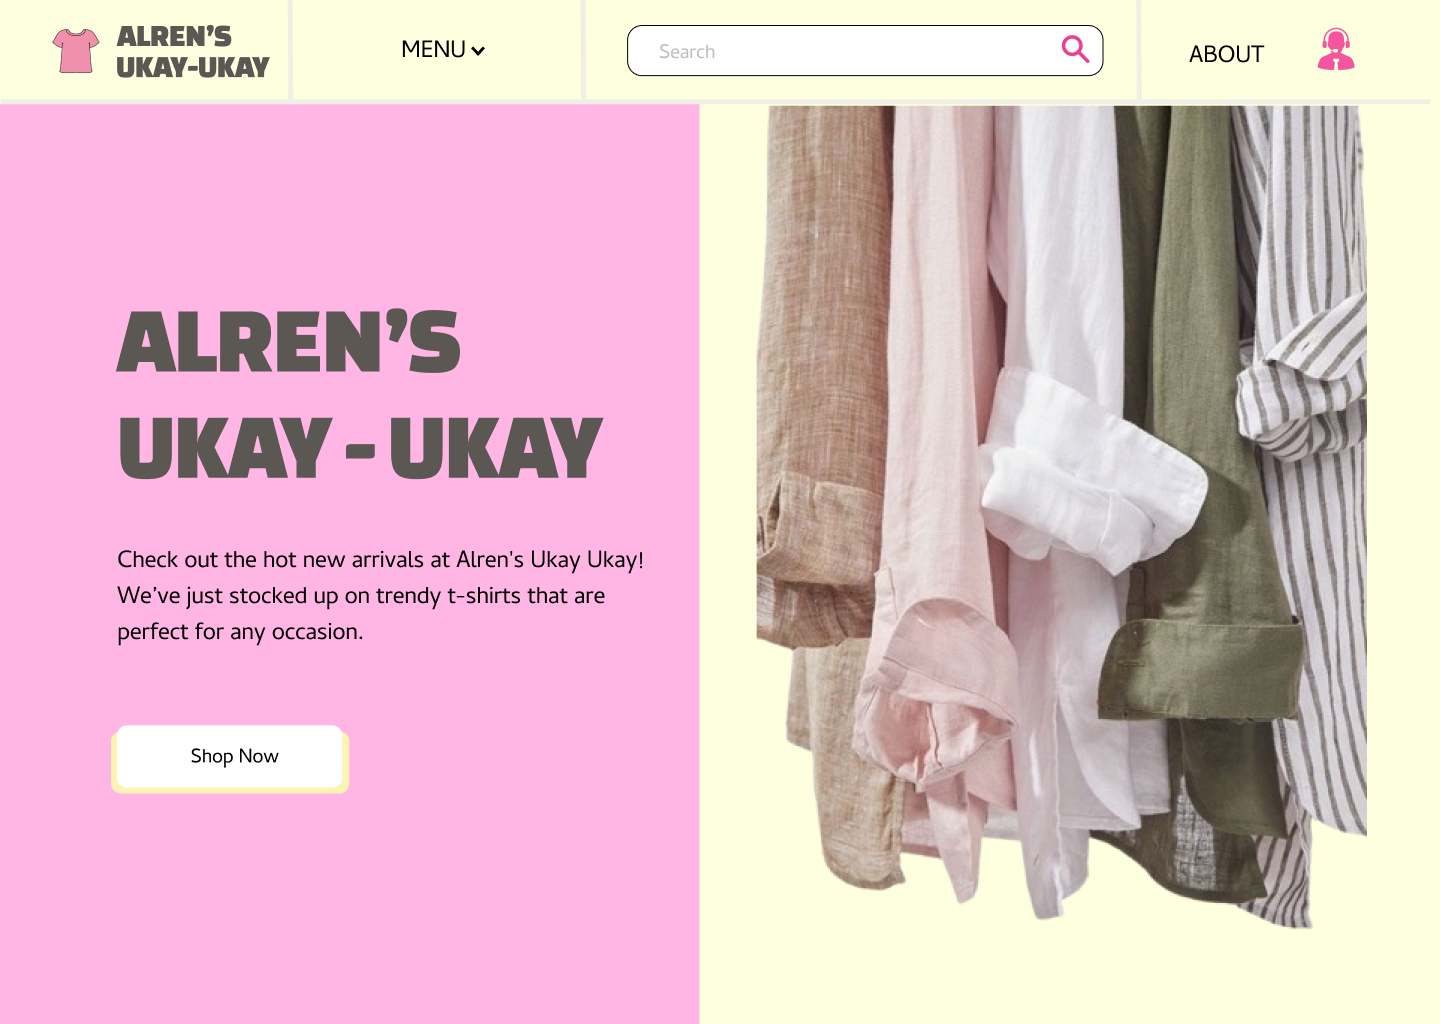 ALREN’S
UKAY-UKAY
MENU
Search
ABOUT
ALREN’S
UKAY - UKAY
Check out the hot new arrivals at Alren's Ukay Ukay!
We’ve just stocked up on trendy t-shirts that are
perfect for any occasion.
Shop Now